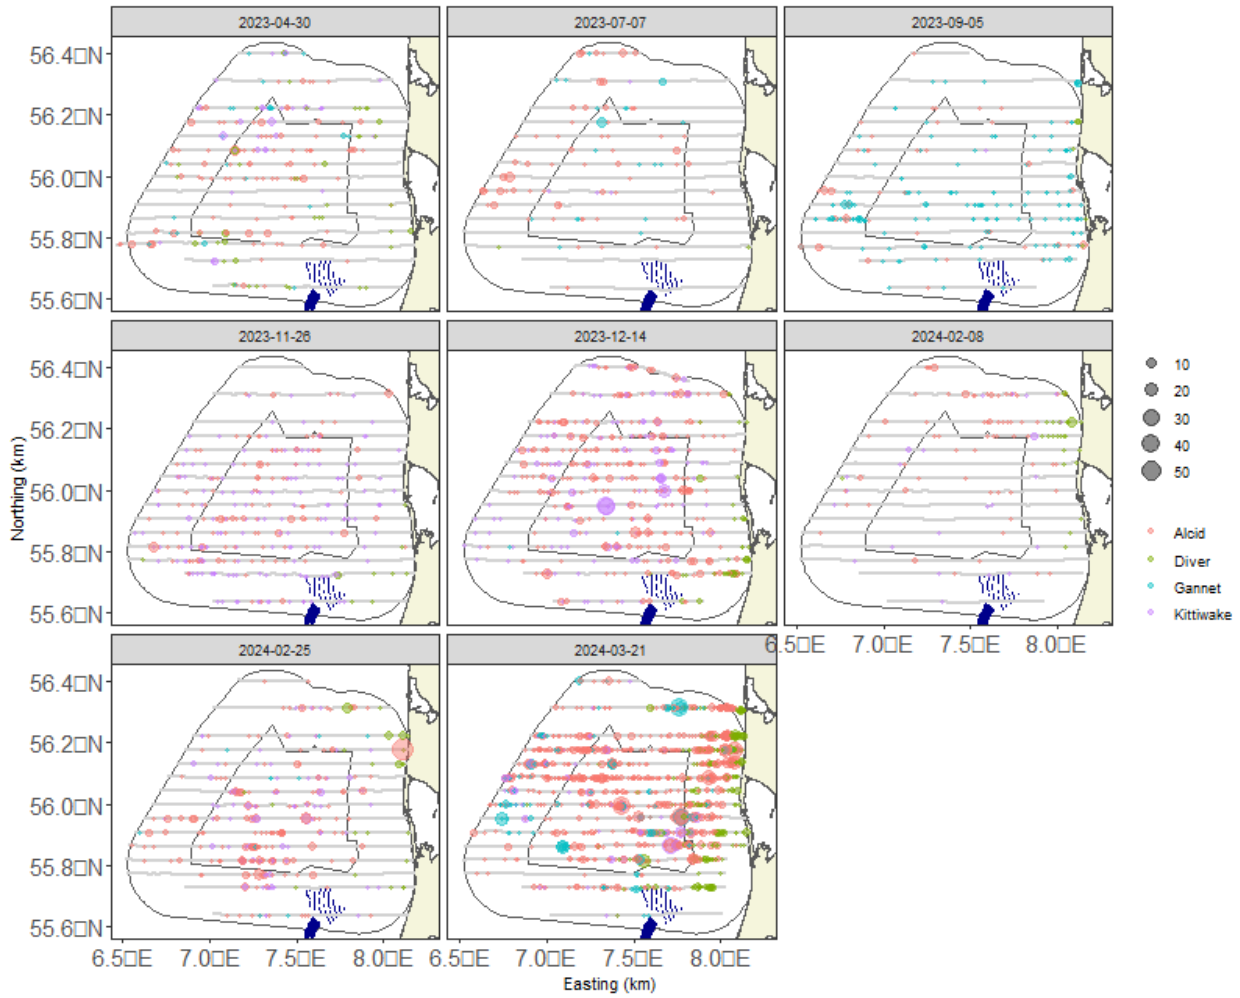 2023-04-30
2023-07-07
2023-09-05
56.4□N
56.2□N
56.0□N
55.8□N
55.6□N
2023-11-26
2023-12-14
2024-02-08
56.4□N
56.2□N
56.0□N
55.8□N
55.6□N
6.5□E 7.0□E 7.5□E 8.0□E
2024-02-25
2024-03-21
56.4□N
56.2□N
56.0□N
55.8□N
55.6□N
6.5□E 7.0□E 7.5□E 8.0□E
6.5□E 7.0□E 7.5□E 8.0□E
Easting (km)
Northing (km)
10
20
30
40
50
Alcid
Diver
Gannet
Kittiwake